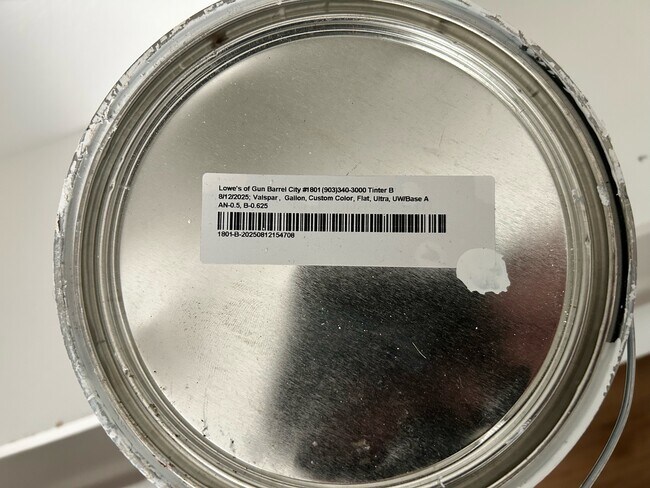 Lowe's of Gun Barrel City #1801 (903)340-3000 Tinter B
8/12/2025; Valspar, Gallon, Custom Color, Flat, Ultra, UW/Base A
AN-0.5, B-0.625
1801-B-20250812154708